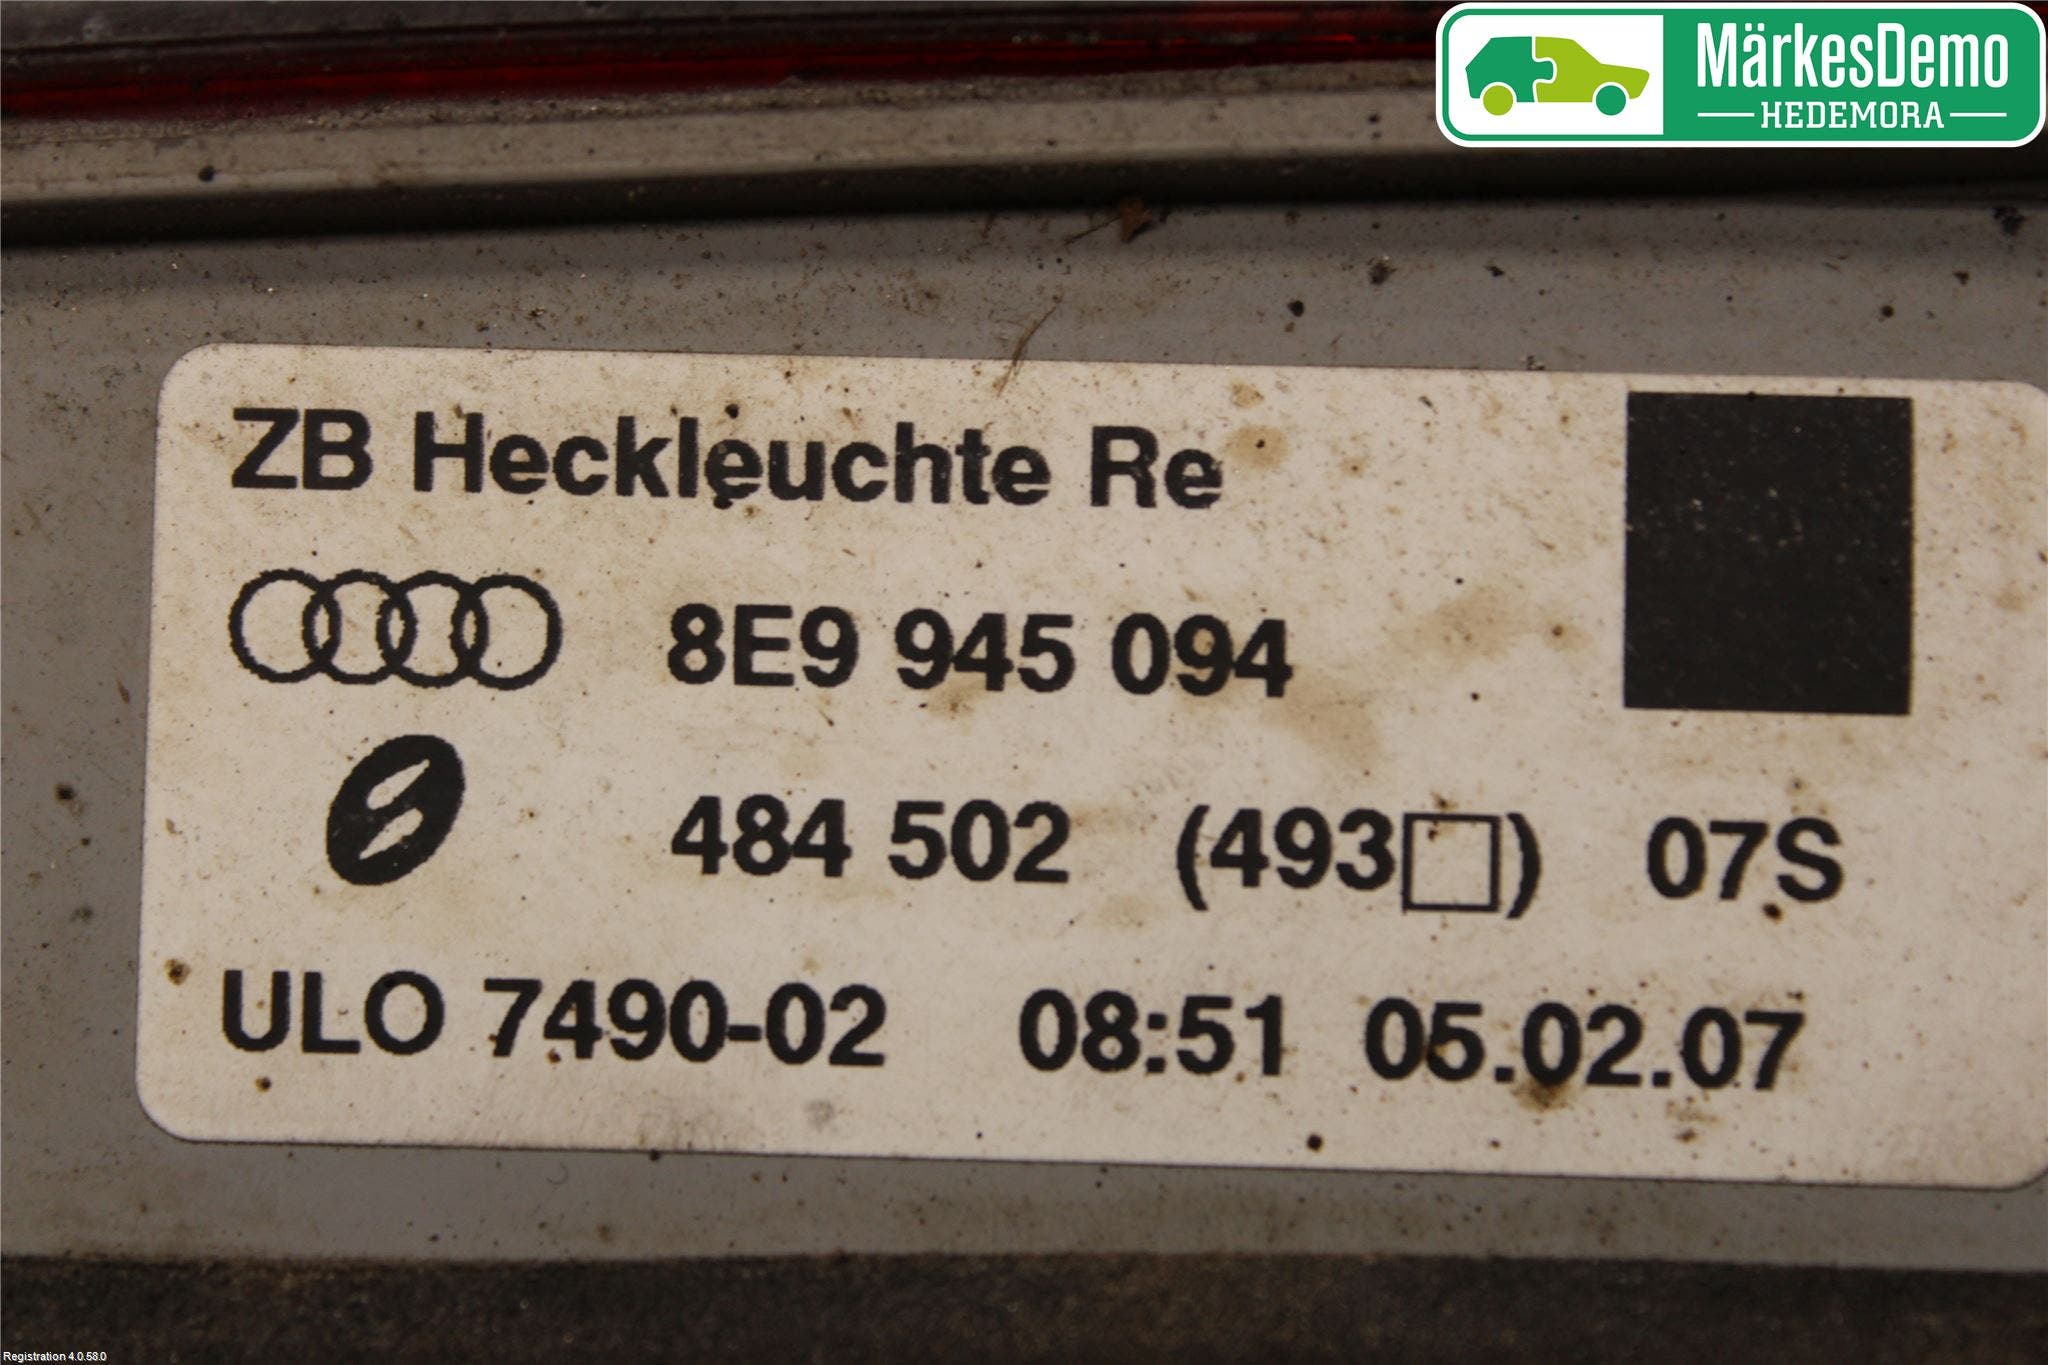 MärkesDemo
HEDEMORA
ZB Heckleuchte Re
8E9 945 094
484 502 (493□) 07S
ULO 7490-02 08:51 05.02.07
Registration 4.0.58.0